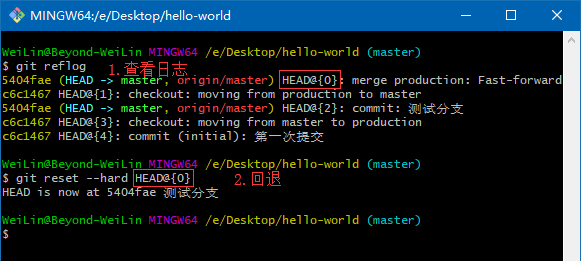 MINGW64:/e/Desktop/hello-world
WeiLin@Beyond-WeiLin MINGW64 /e/Desktop/hello-world (master)
$ git reflog 1.查看日志
5404fae (HEAD -> master, origin/master) HEAD@{0}: merge production: Fast-forward
c6c1467 HEAD@{1}: checkout: moving from production to master
5404fae (HEAD -> master, origin/master) HEAD@{2}: commit: 测试分支
c6c1467 HEAD@{3}: checkout: moving from master to production
c6c1467 HEAD@{4}: commit (initial): 第一次提交
WeiLin@Beyond-WeiLin MINGW64 /e/Desktop/hello-world (master)
$ git reset --hard HEAD@{0} 2.回退
HEAD is now at 5404fae 测试分支
WeiLin@Beyond-WeiLin MINGW64 /e/Desktop/hello-world (master)
$